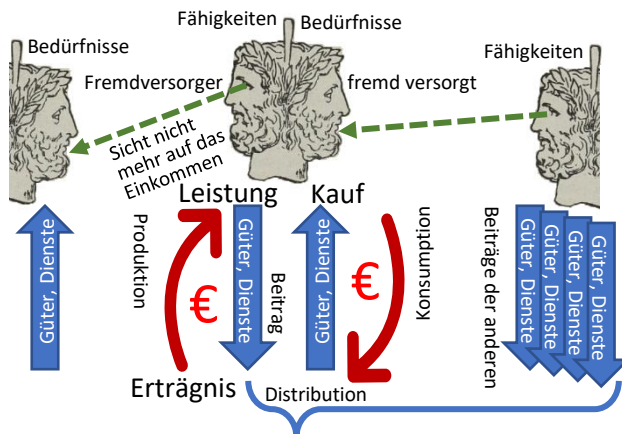 Fähigkeiten
Bedürfnisse
Bedürfnisse
Fähigkeiten
Fremdversorger
fremd versorgt
Sicht nicht
mehr auf das
Einkommen
Leistung
Kauf
Güter, Dienste
Produktion
€
Güter, Dienste
Beitrag
Güter, Dienste
€
Konsumption
Beiträge der anderen
Güter, Dienste
Güter, Dienste
Güter, Dienste
Güter, Dienste
Erträgnis
Distribution